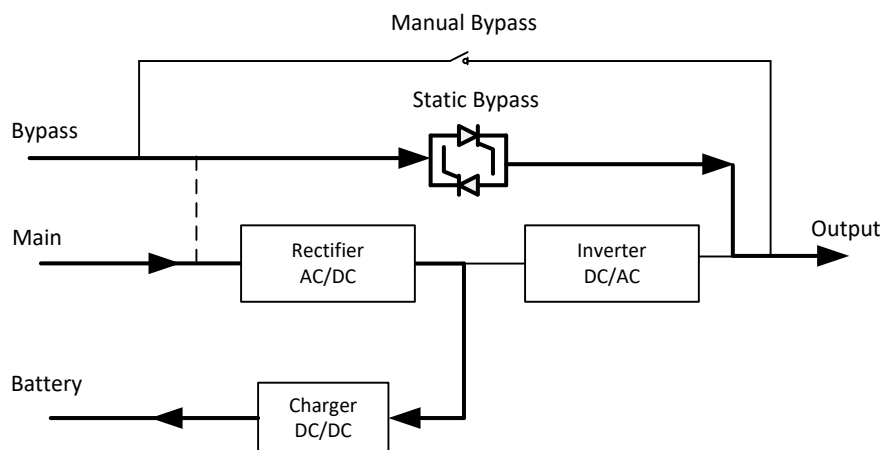 Manual Bypass
Static Bypass
Bypass
Main
Rectifier
AC/DC
Inverter
DC/AC
Output
Battery
Charger
DC/DC